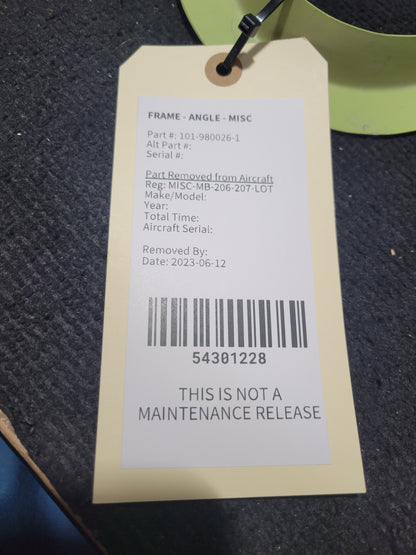 FRAME - ANGLE - MISC
Part #: 101-980026-1
Alt Part #:
Serial #:
Part Removed from Aircraft
Reg: MISC-MB-206-207-LOT
Make/Model:
Year:
Total Time:
Aircraft Serial:
Removed By:
Date: 2023-06-12
54301228
THIS IS NOT A
MAINTENANCE RELEASE